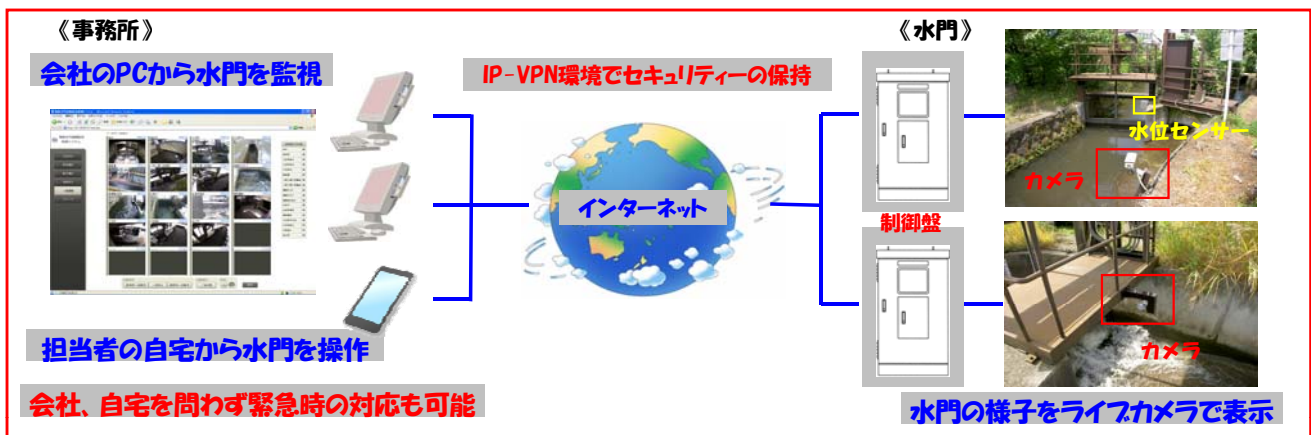 《事務所》
会社のPCから水門を監視
IP-VPN環境でセキュリティーの保持
《水門》
水位センサー
カメラ
インターネット
制御盤
カメラ
担当者の自宅から水門を操作
会社、自宅を問わず緊急時の対応も可能
水門の様子をライブカメラで表示